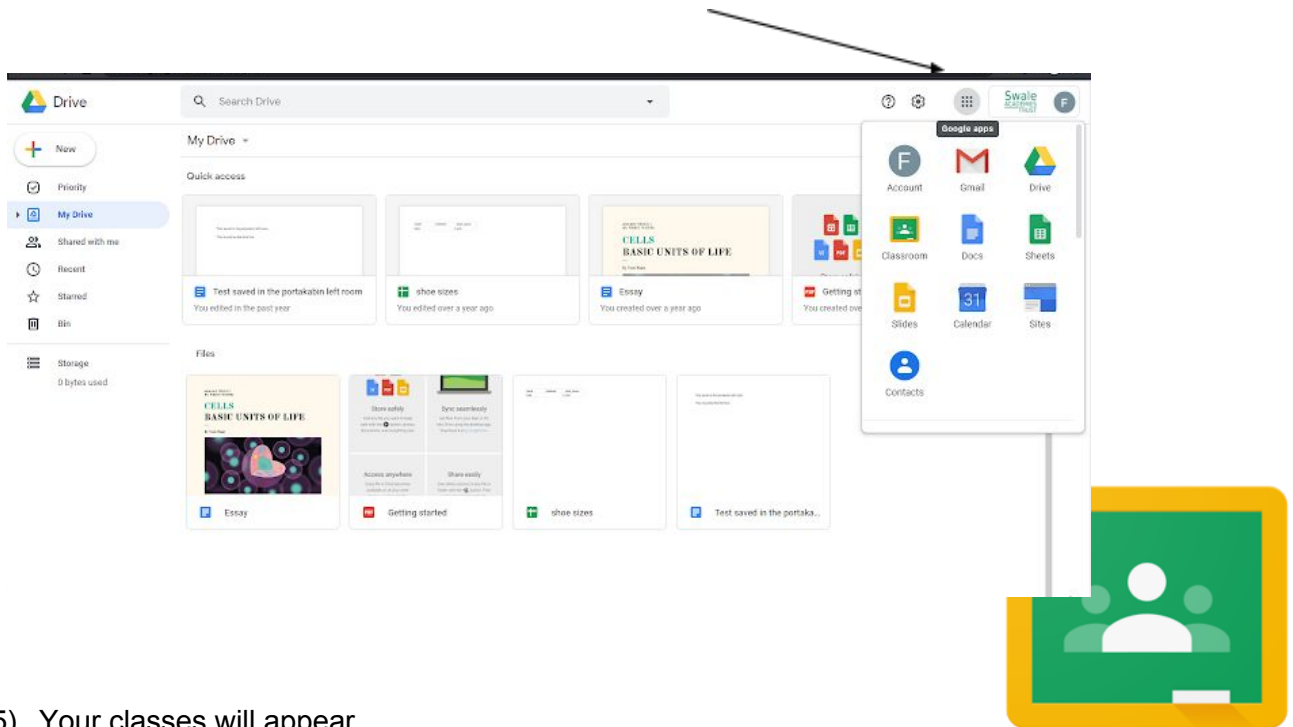 Drive
Search Drive
Swale
ACADEMIES
TRUST
F
Google apps
New
My Drive
Priority
My Drive
Shared with me
Recent
Starred
Bin
Storage
0 bytes used
Quick access
CELLS
BASIC UNITS OF LIFE
Test saved in the portakabin left room
You edited in the past year
shoe sizes
You edited over a year ago
Essay
You created over a year ago
PDF
Getting st
You created ove
F
Account
Gmail
Drive
Classroom
Docs
Sheets
Slides
31
Calendar
Sites
Contacts
Files
CELLS
BASIC UNITS OF LIFE
Essay
Store safely
Sync seamlessly
Access anywhere
Share easily
PDF
Getting started
shoe sizes
Test saved in the portaka...
5) Your classes will appear